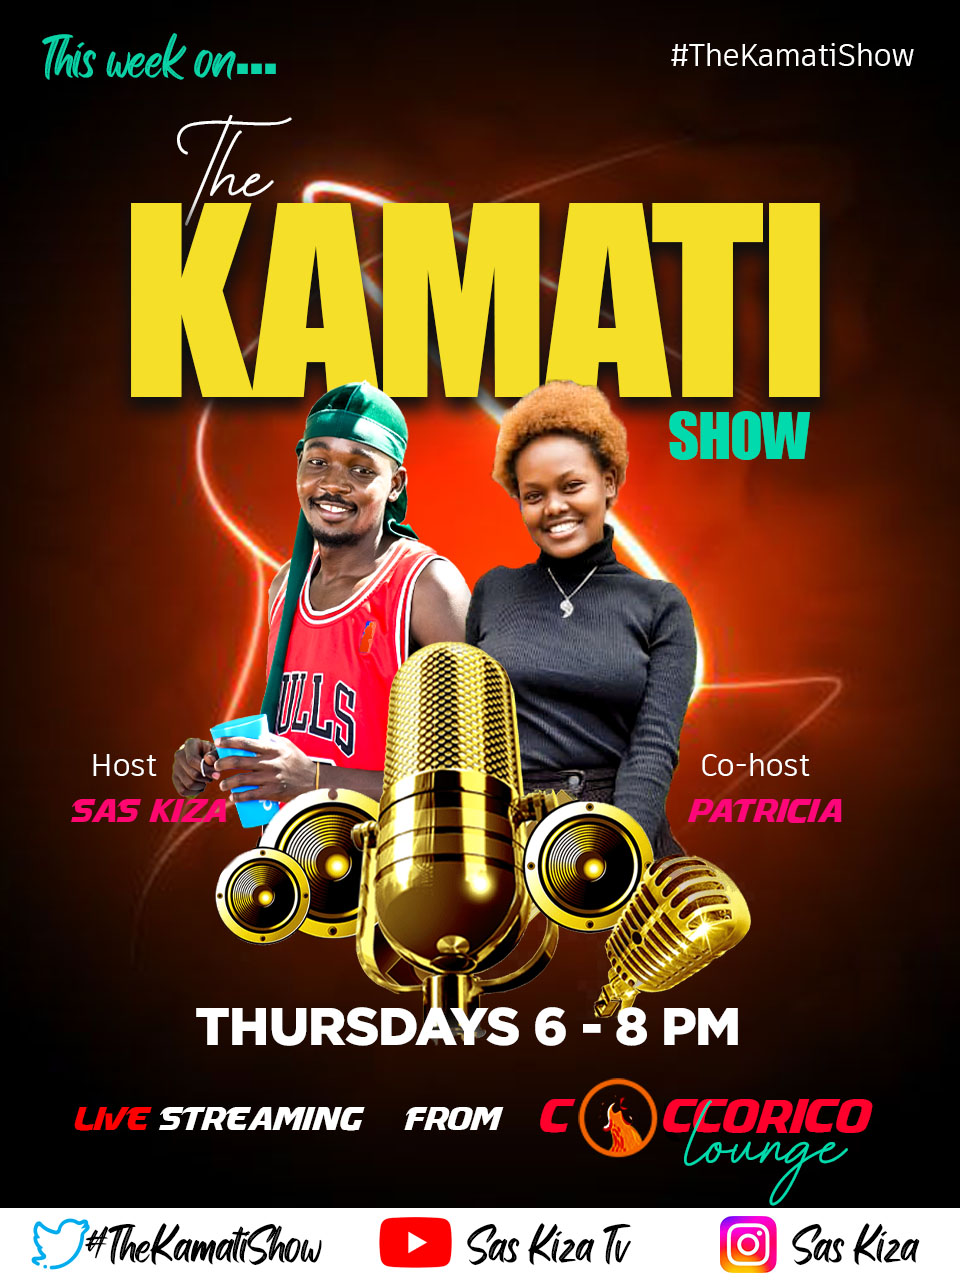 This week on...
#TheKamatiShow
The
KAMATI
SHOW
ULLS
Host
SAS KIZA
Co-host
PATRICIA
THURSDAYS 6 - 8 PM
LIVE STREAMING FROM COCCORICO
lounge
#TheKamatiShow
Sas Kiza Tv
Sas Kiza